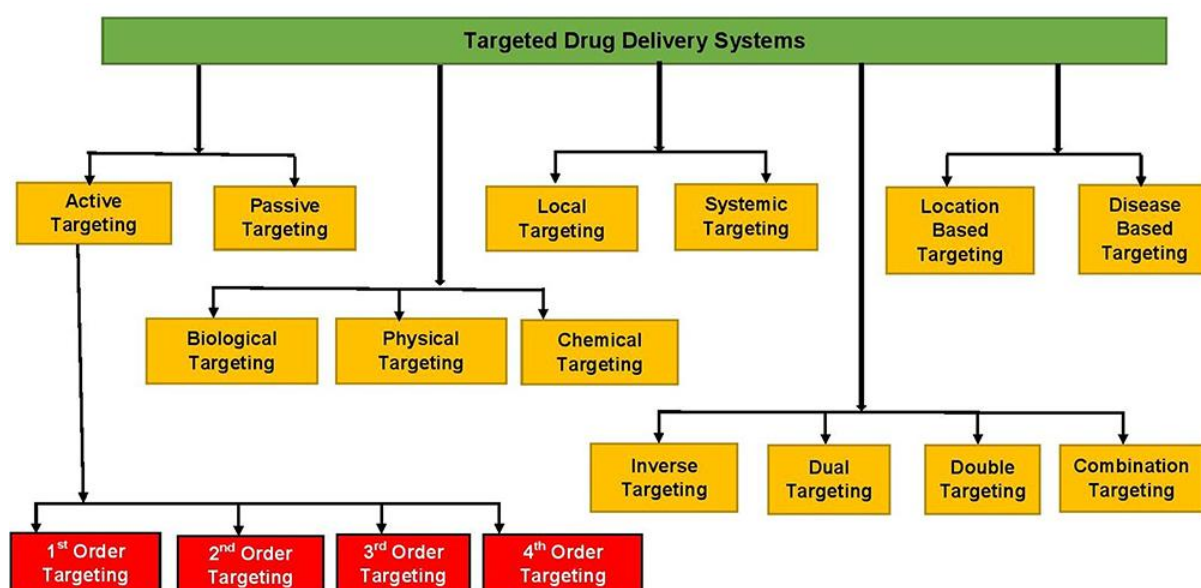 Targeted Drug Delivery Systems
Active
Targeting
Passive
Targeting
Local
Targeting
Systemic
Targeting
Location
Based
Targeting
Disease
Based
Targeting
Biological
Targeting
Physical
Targeting
Chemical
Targeting
Inverse
Targeting
Dual
Targeting
Double
Targeting
Combination
Targeting
1st Order
Targeting
2nd Order
Targeting
3rd Order
Targeting
4th Order
Targeting